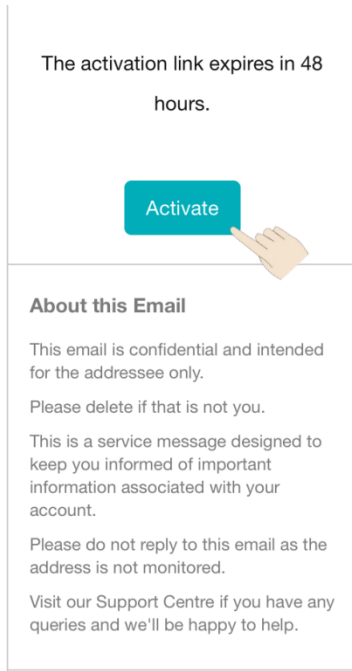 The activation link expires in 48
hours.
Activate
About this Email
This email is confidential and intended
for the addressee only.
Please delete if that is not you.
This is a service message designed to
keep you informed of important
information associated with your
account.
Please do not reply to this email as the
address is not monitored.
Visit our Support Centre if you have any
queries and we'll be happy to help.